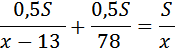 0,5S/(x − 13) + 0,5S/78 = S/x